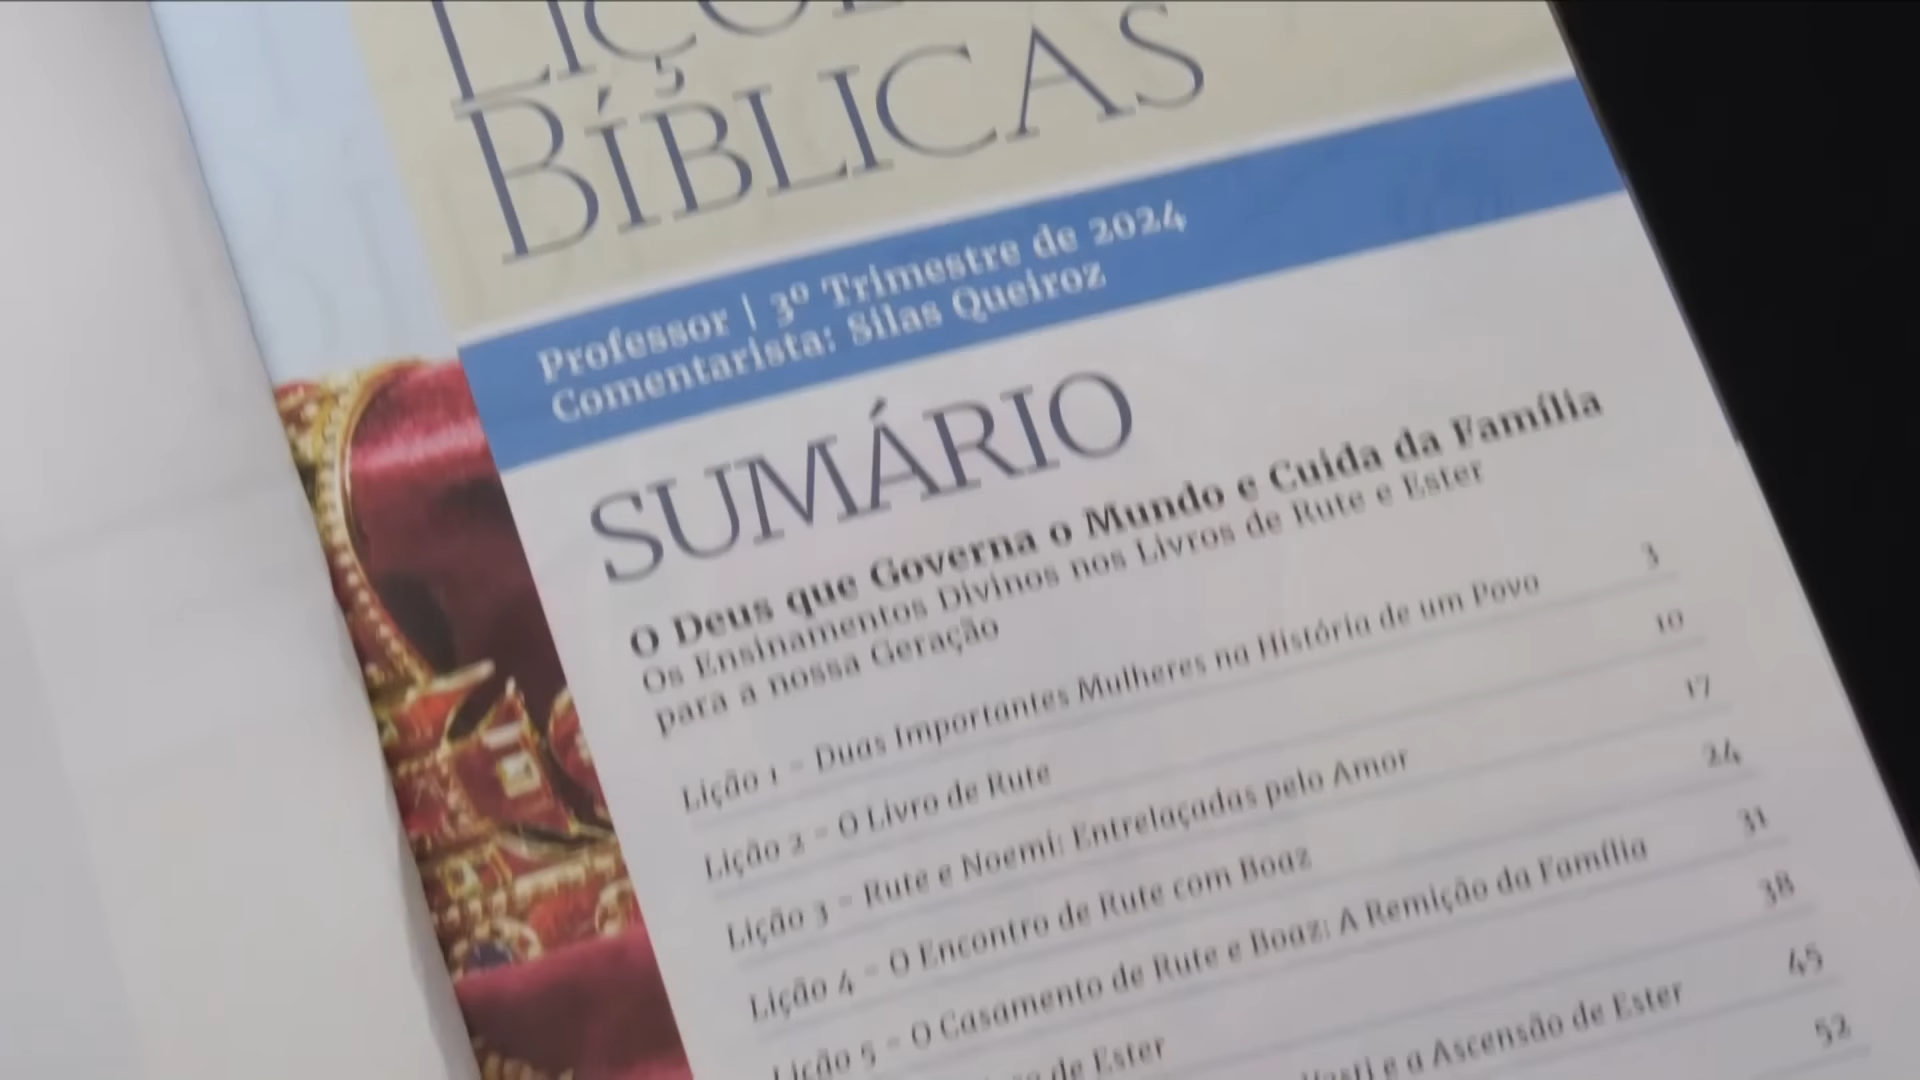 BÍBLICAS
Professor | 3º Trimestre de 2024
Comentarista: Silas Queiroz
SUMÁRIO
O Deus que Governa o Mundo e Cuida da Família
Os Ensinamentos Divinos nos Livros de Rute e Ester
para a nossa Geração
Lição 1 - Duas Importantes Mulheres na História de um Povo 3
Lição 2 - O Livro de Rute 10
Lição 3 - Rute e Noemi: Entrelaçadas pelo Amor 17
Lição 4 - O Encontro de Rute com Boaz 24
Lição 5 - O Casamento de Rute e Boaz: A Remição da Família 31
de Ester 38
e a Ascensão de Ester 45
52